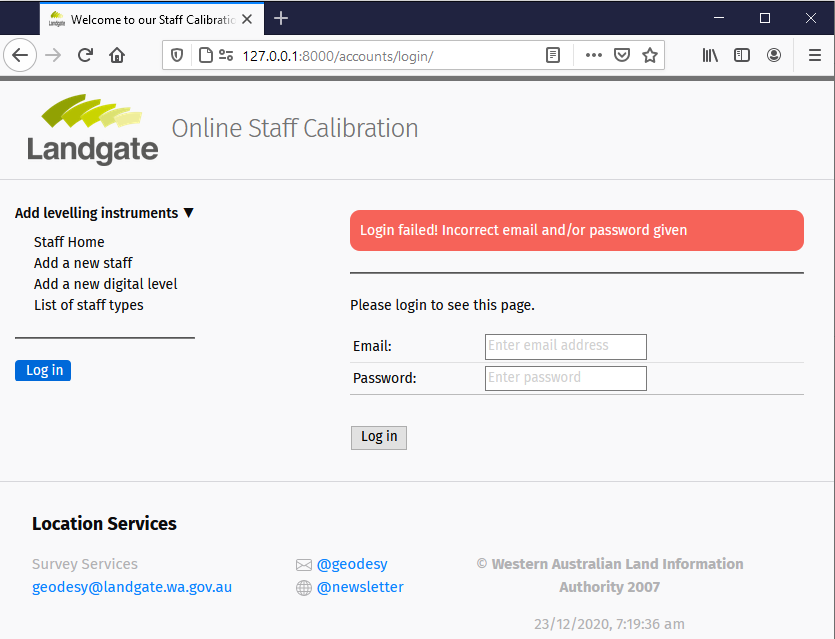 Landgate
Welcome to our Staff Calibratic
127.0.0.1:8000/accounts/login/
Landgate
Online Staff Calibration
Add levelling instruments ▼
Staff Home
Add a new staff
Add a new digital level
List of staff types
Log in
Login failed! Incorrect email and/or password given
Please login to see this page.
Email: Enter email address
Password: Enter password
Log in
Location Services
Survey Services
geodesy@landgate.wa.gov.au
@geodesy
@newsletter
© Western Australian Land Information
Authority 2007
23/12/2020, 7:19:36 am